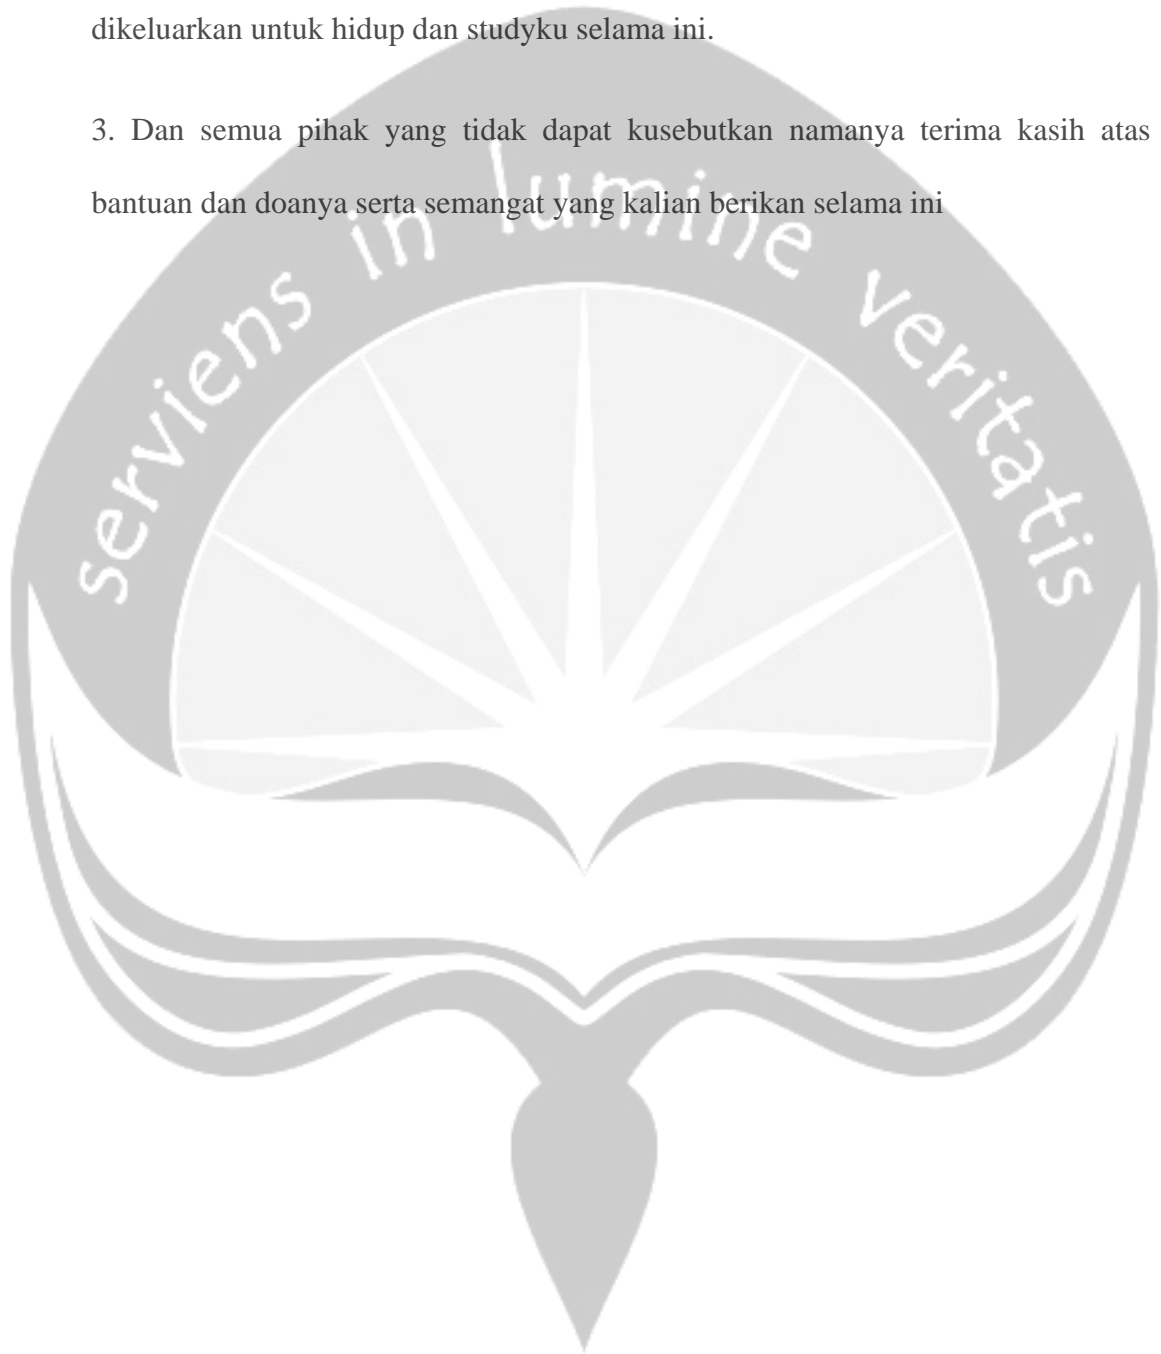 dikeluarkan untuk hidup dan studyku selama ini.
3. Dan semua pihak yang tidak dapat kusebutkan namanya terima kasih atas
bantuan dan doanya serta semangat yang kalian berikan selama ini
serviens in lumine veritatis